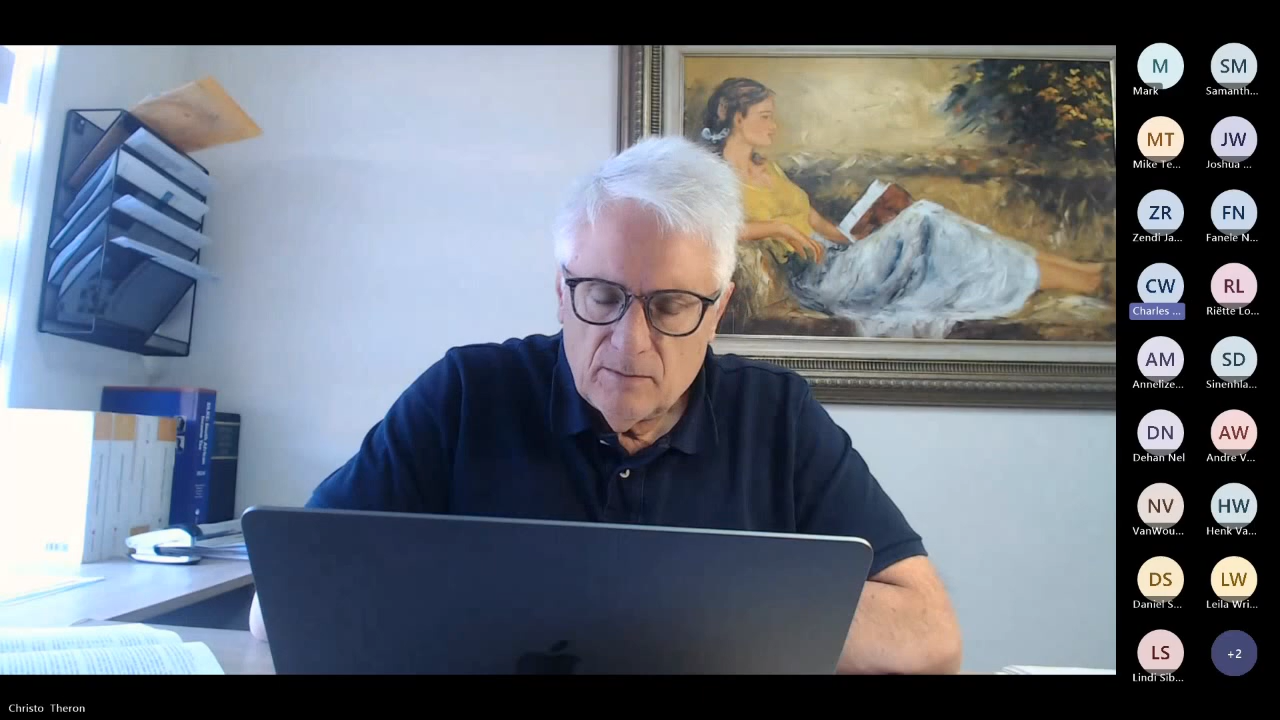 M
SM
Mark
Samanth...
MT
JW
Mike Te...
Joshua ...
ZR
FN
Zendi Ja...
Fanele N...
CW
RL
Charles ...
Riëtte Lo...
AM
SD
Annelize...
Sinenhla...
DN
AW
Dehan Nel
Andre V...
NV
HW
VanWou...
Henk Va...
DS
LW
Daniel S...
Leila Wri...
LS
+2
Lindi Sib...
Christo Theron